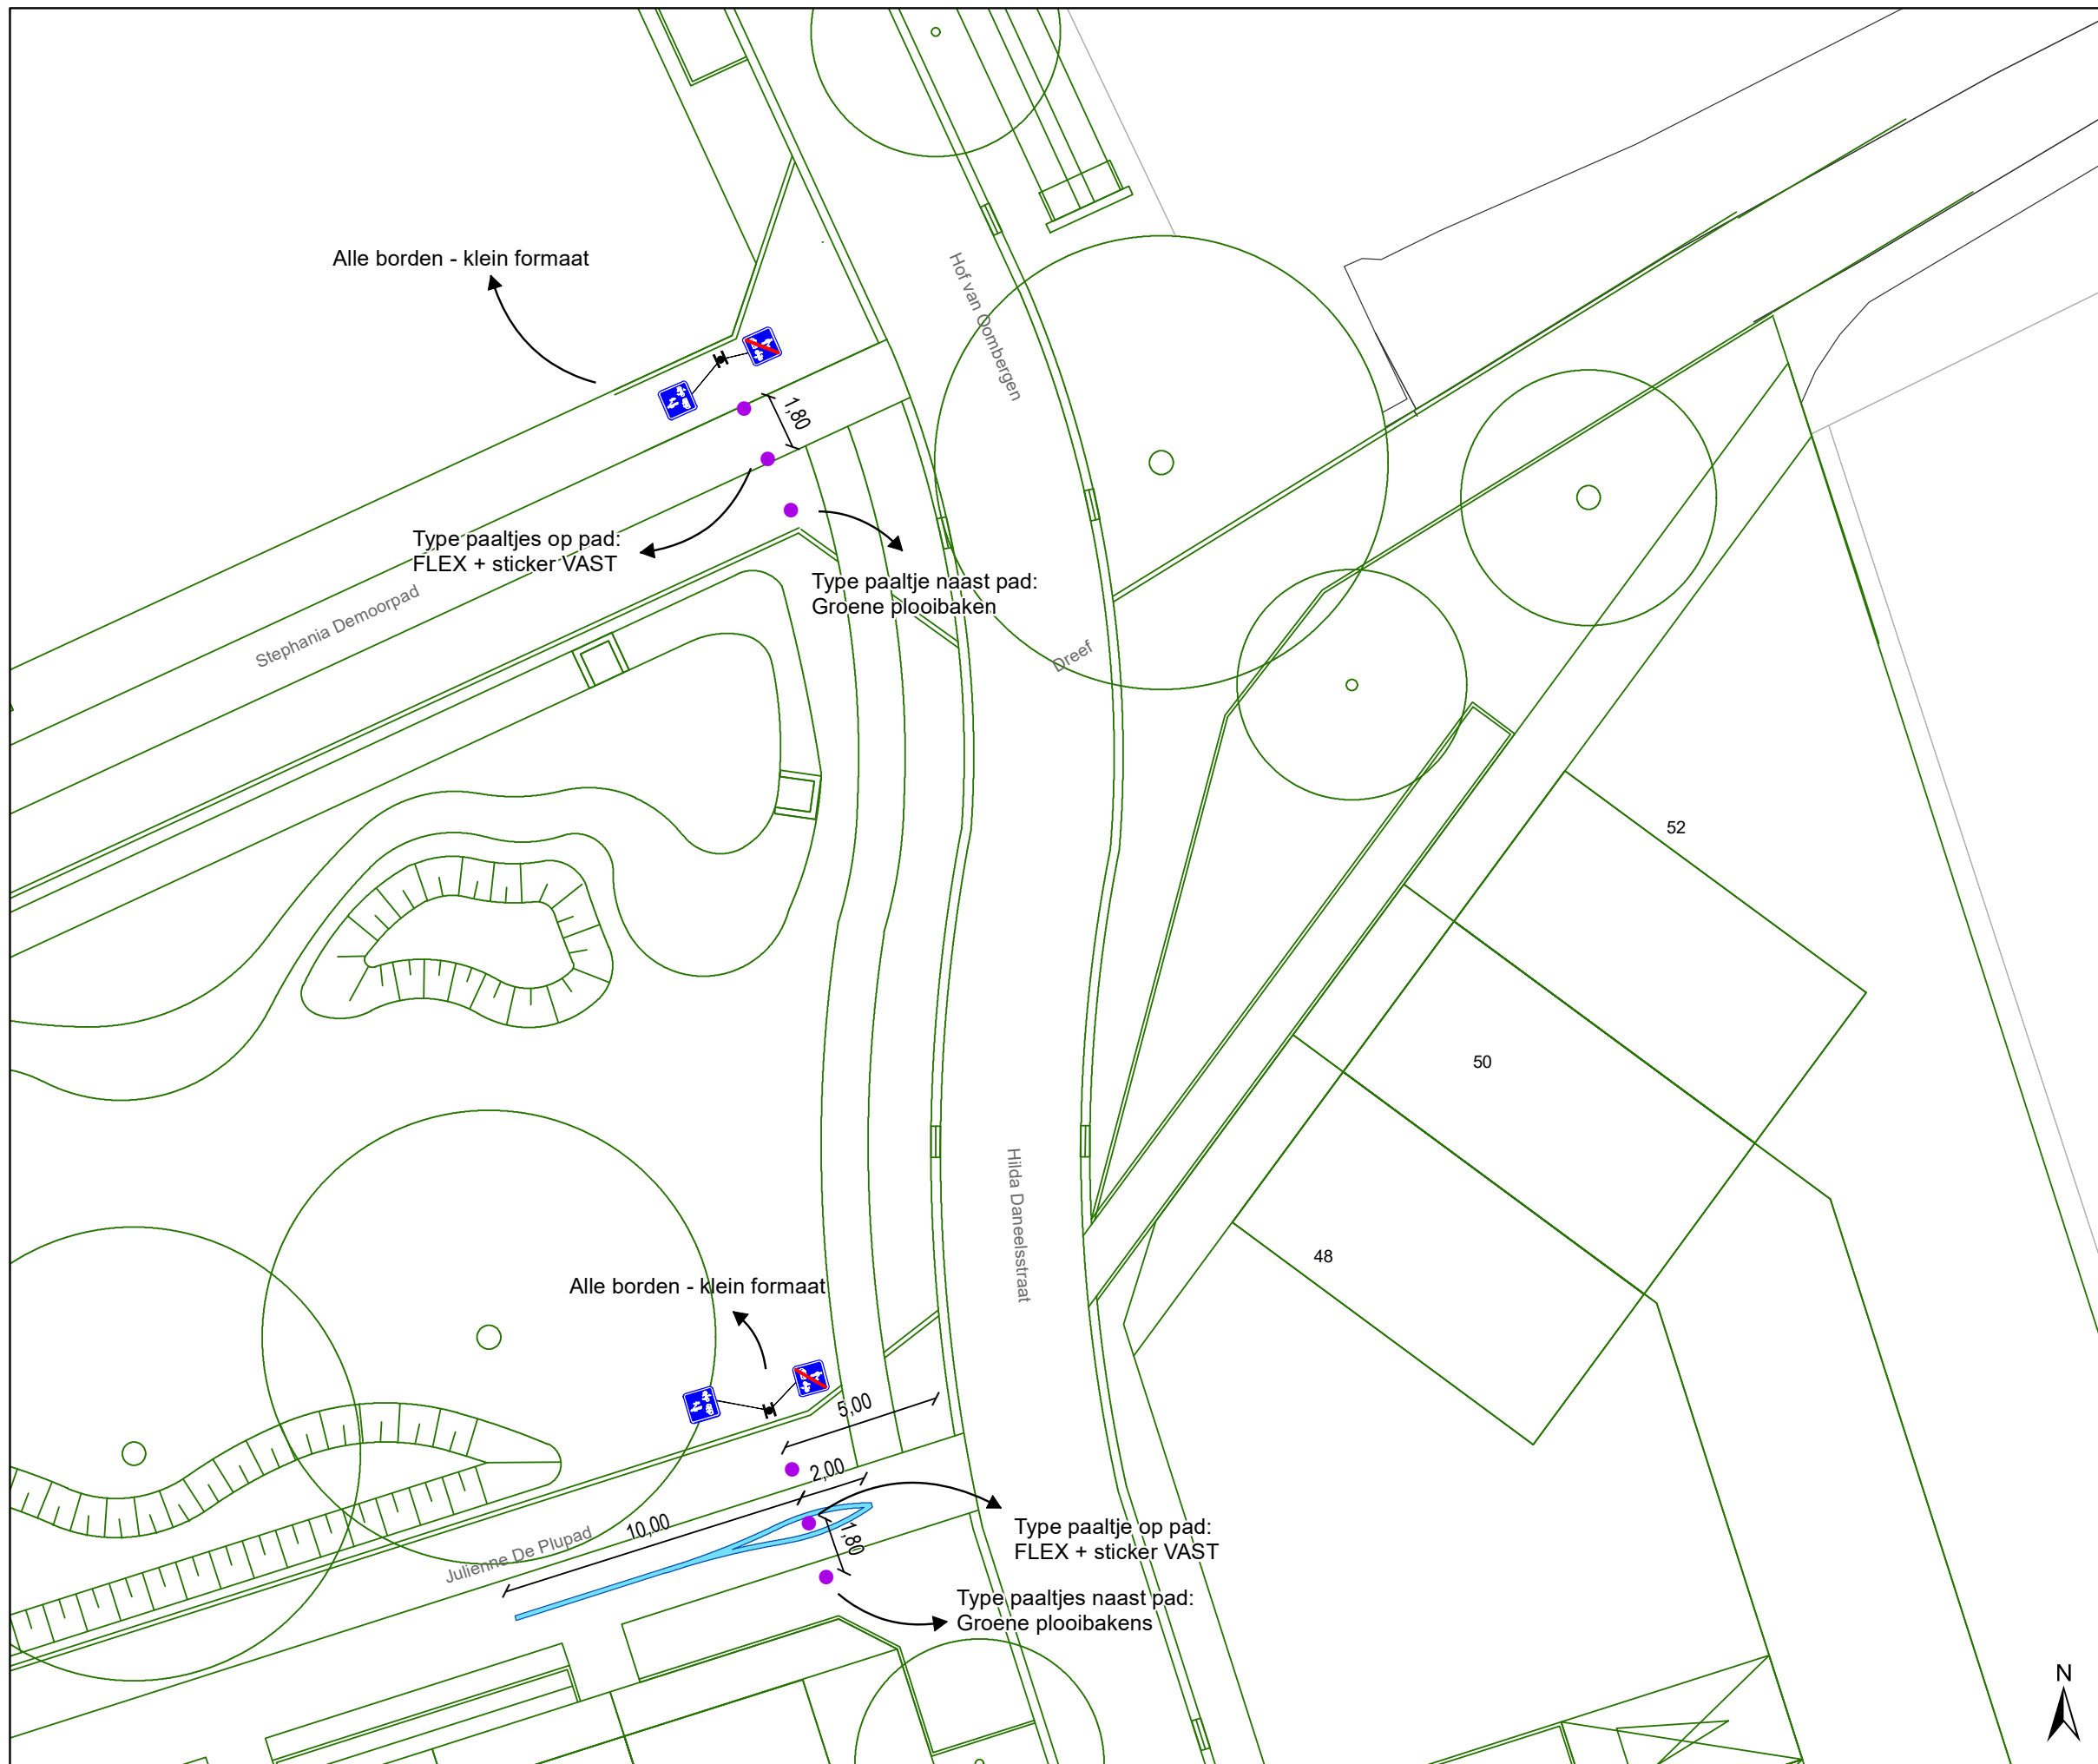 Alle borden - klein formaat
Hof van Oombergen
1,80
Type paaltjes op pad:
FLEX + sticker VAST
Type paaltje naast pad:
Groene plooibaken
Stephania Demoorpad
Dreef
52
50
48
Hilda Daneelsstraat
Alle borden - klein formaat
5,00
2,00
10,00
1,80
Julienne De Plupad
Type paaltje op pad:
FLEX + sticker VAST
Type paaltjes naast pad:
Groene plooibakens
N